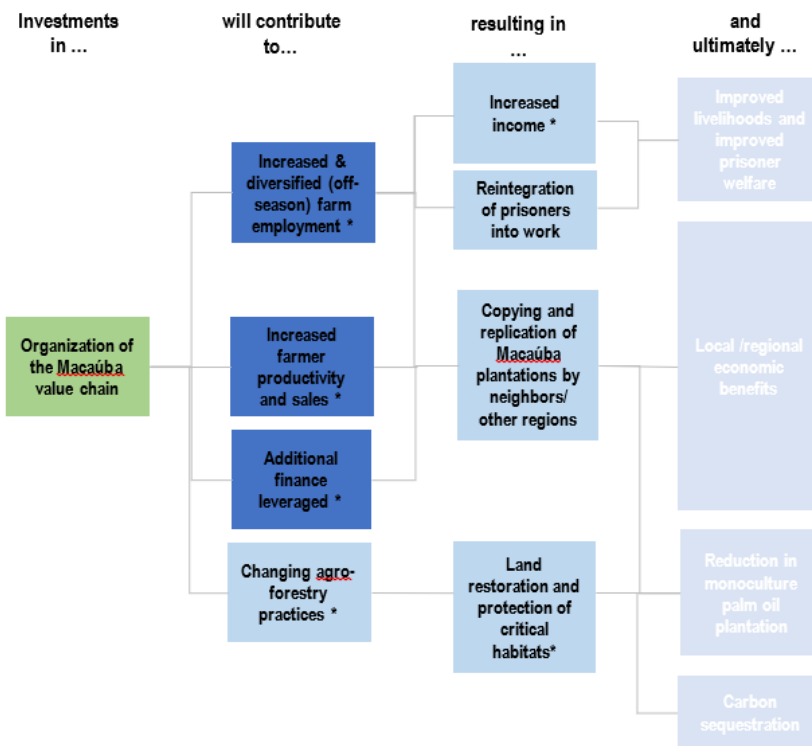 Investments
in ...
will contribute
to...
resulting in
...
and
ultimately ...
Organization of
the Macaúba
value chain
Increased &
diversified (off-
season) farm
employment *
Increased
farmer
productivity
and sales *
Additional
finance
leveraged *
Changing agro-
forestry
practices *
Increased
income *
Reintegration
of prisoners
into work
Copying and
replication of
Macaúba
plantations by
neighbors/
other regions
Land
restoration and
protection of
critical
habitats*
Improved
livelihoods and
improved
prisoner
welfare
Local /regional
economic
benefits
Reduction in
monoculture
palm oil
plantation
Carbon
sequestration